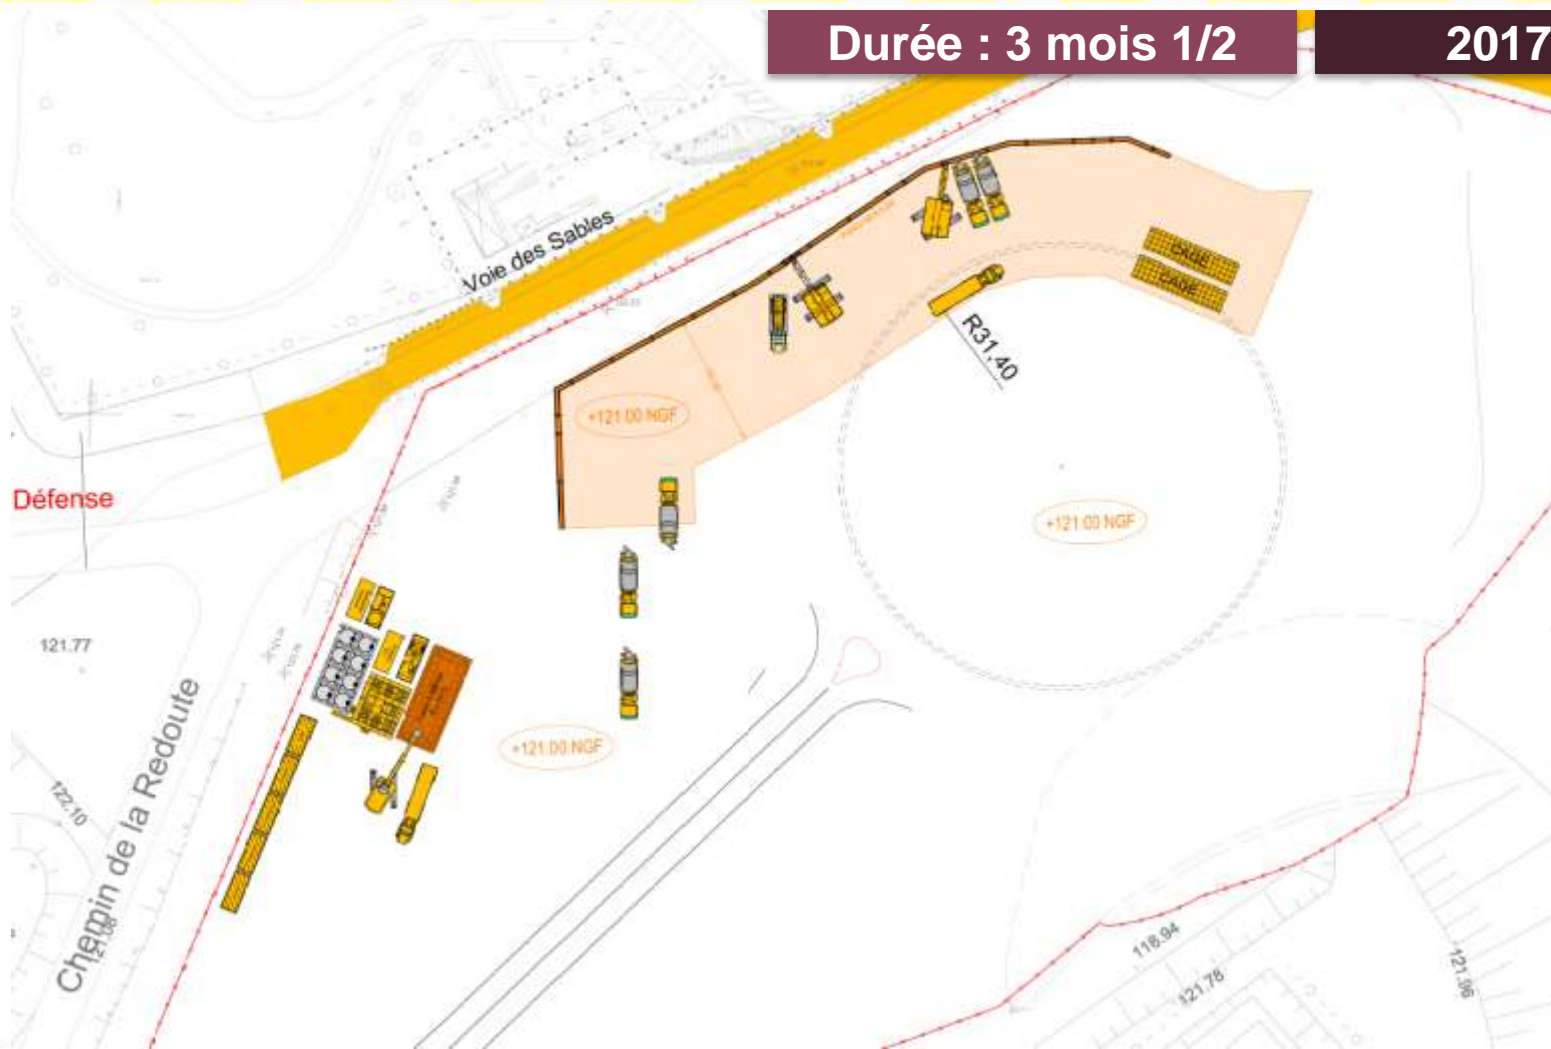 Durée : 3 mois 1/2
2017
Voie des Sables
CAGE
CAGE
R31,40
+121.00 NGF
Défense
+121.00 NGF
121.77
+121.00 NGF
Chemin de la Redoute
122.10
118.94
121.78
121.96